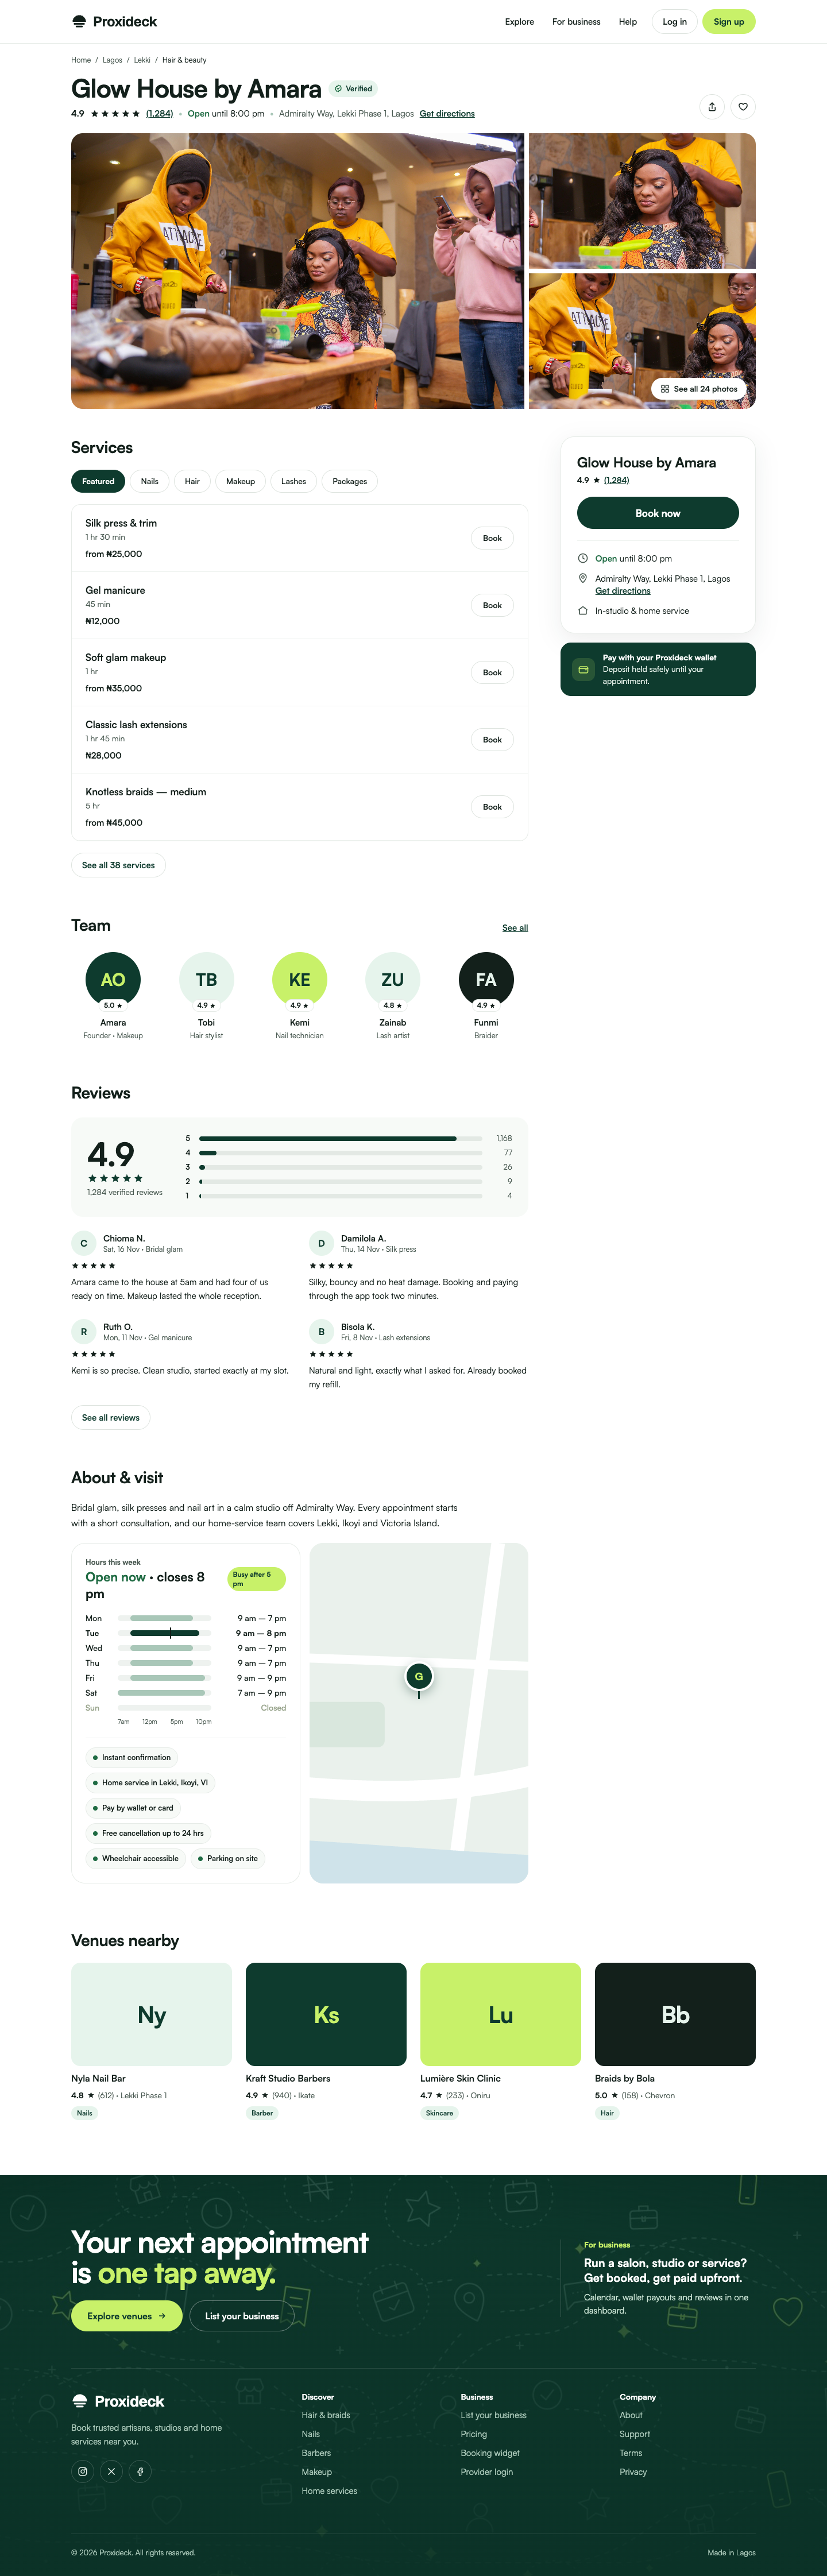 Proxideck
Explore
For business
Help
Log in
Sign up
Home / Lagos / Lekki / Hair & beauty
Glow House by Amara
Verified
4.9 ★★★★★ (1,284) • Open until 8:00 pm • Admiralty Way, Lekki Phase 1, Lagos Get directions
See all 24 photos
Services
Featured
Nails
Hair
Makeup
Lashes
Packages
Silk press & trim
1 hr 30 min
from ₦25,000
Book
Gel manicure
45 min
₦12,000
Book
Soft glam makeup
1 hr
from ₦35,000
Book
Classic lash extensions
1 hr 45 min
₦28,000
Book
Knotless braids — medium
5 hr
from ₦45,000
Book
See all 38 services
Glow House by Amara
4.9 ★ (1,284)
Book now
Open until 8:00 pm
Admiralty Way, Lekki Phase 1, Lagos
Get directions
In-studio & home service
Pay with your Proxideck wallet
Deposit held safely until your
appointment.
Team
See all
AO
5.0 ★
Amara
Founder · Makeup
TB
4.9 ★
Tobi
Hair stylist
KE
4.9 ★
Kemi
Nail technician
ZU
4.8 ★
Zainab
Lash artist
FA
4.9 ★
Funmi
Braider
Reviews
4.9
★★★★★
1,284 verified reviews
5 1,168
4 77
3 26
2 9
1 4
C
Chioma N.
Sat, 16 Nov · Bridal glam
★★★★★
Amara came to the house at 5am and had four of us
ready on time. Makeup lasted the whole reception.
D
Damilola A.
Thu, 14 Nov · Silk press
★★★★★
Silky, bouncy and no heat damage. Booking and paying
through the app took two minutes.
R
Ruth O.
Mon, 11 Nov · Gel manicure
★★★★★
Kemi is so precise. Clean studio, started exactly at my slot.
B
Bisola K.
Fri, 8 Nov · Lash extensions
★★★★★
Natural and light, exactly what I asked for. Already booked
my refill.
See all reviews
About & visit
Bridal glam, silk presses and nail art in a calm studio off Admiralty Way. Every appointment starts
with a short consultation, and our home-service team covers Lekki, Ikoyi and Victoria Island.
Hours this week
Open now · closes 8
pm
Busy after 5
pm
Mon 9 am – 7 pm
Tue 9 am – 8 pm
Wed 9 am – 7 pm
Thu 9 am – 7 pm
Fri 9 am – 9 pm
Sat 7 am – 9 pm
Sun Closed
7am 12pm 5pm 10pm
Instant confirmation
Home service in Lekki, Ikoyi, VI
Pay by wallet or card
Free cancellation up to 24 hrs
Wheelchair accessible
Parking on site
G
Venues nearby
Ny
Nyla Nail Bar
4.8 ★ (612) · Lekki Phase 1
Nails
Ks
Kraft Studio Barbers
4.9 ★ (940) · Ikate
Barber
Lu
Lumière Skin Clinic
4.7 ★ (233) · Oniru
Skincare
Bb
Braids by Bola
5.0 ★ (158) · Chevron
Hair
Your next appointment
is one tap away.
Explore venues →
List your business
For business
Run a salon, studio or service?
Get booked, get paid upfront.
Calendar, wallet payouts and reviews in one
dashboard.
Proxideck
Book trusted artisans, studios and home
services near you.
Discover
Hair & braids
Nails
Barbers
Makeup
Home services
Business
List your business
Pricing
Booking widget
Provider login
Company
About
Support
Terms
Privacy
© 2026 Proxideck. All rights reserved.
Made in Lagos